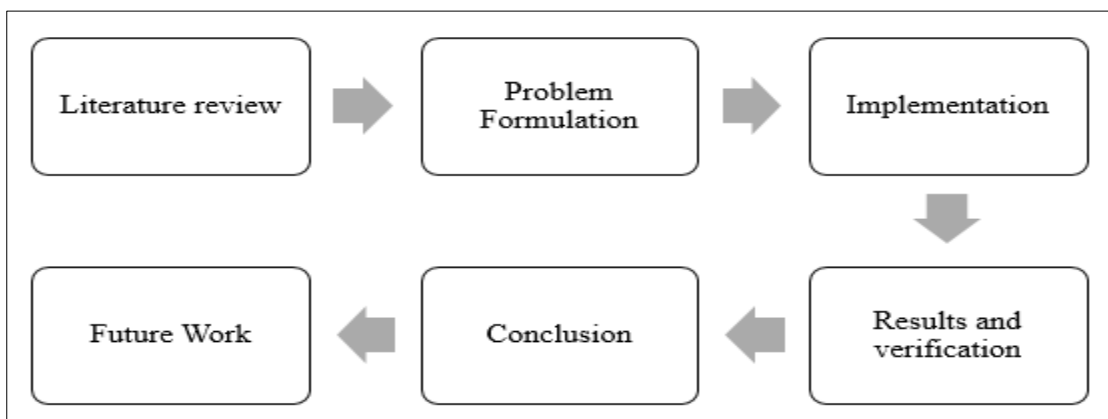 Literature review
Problem
Formulation
Implementation
Results and
verification
Conclusion
Future Work